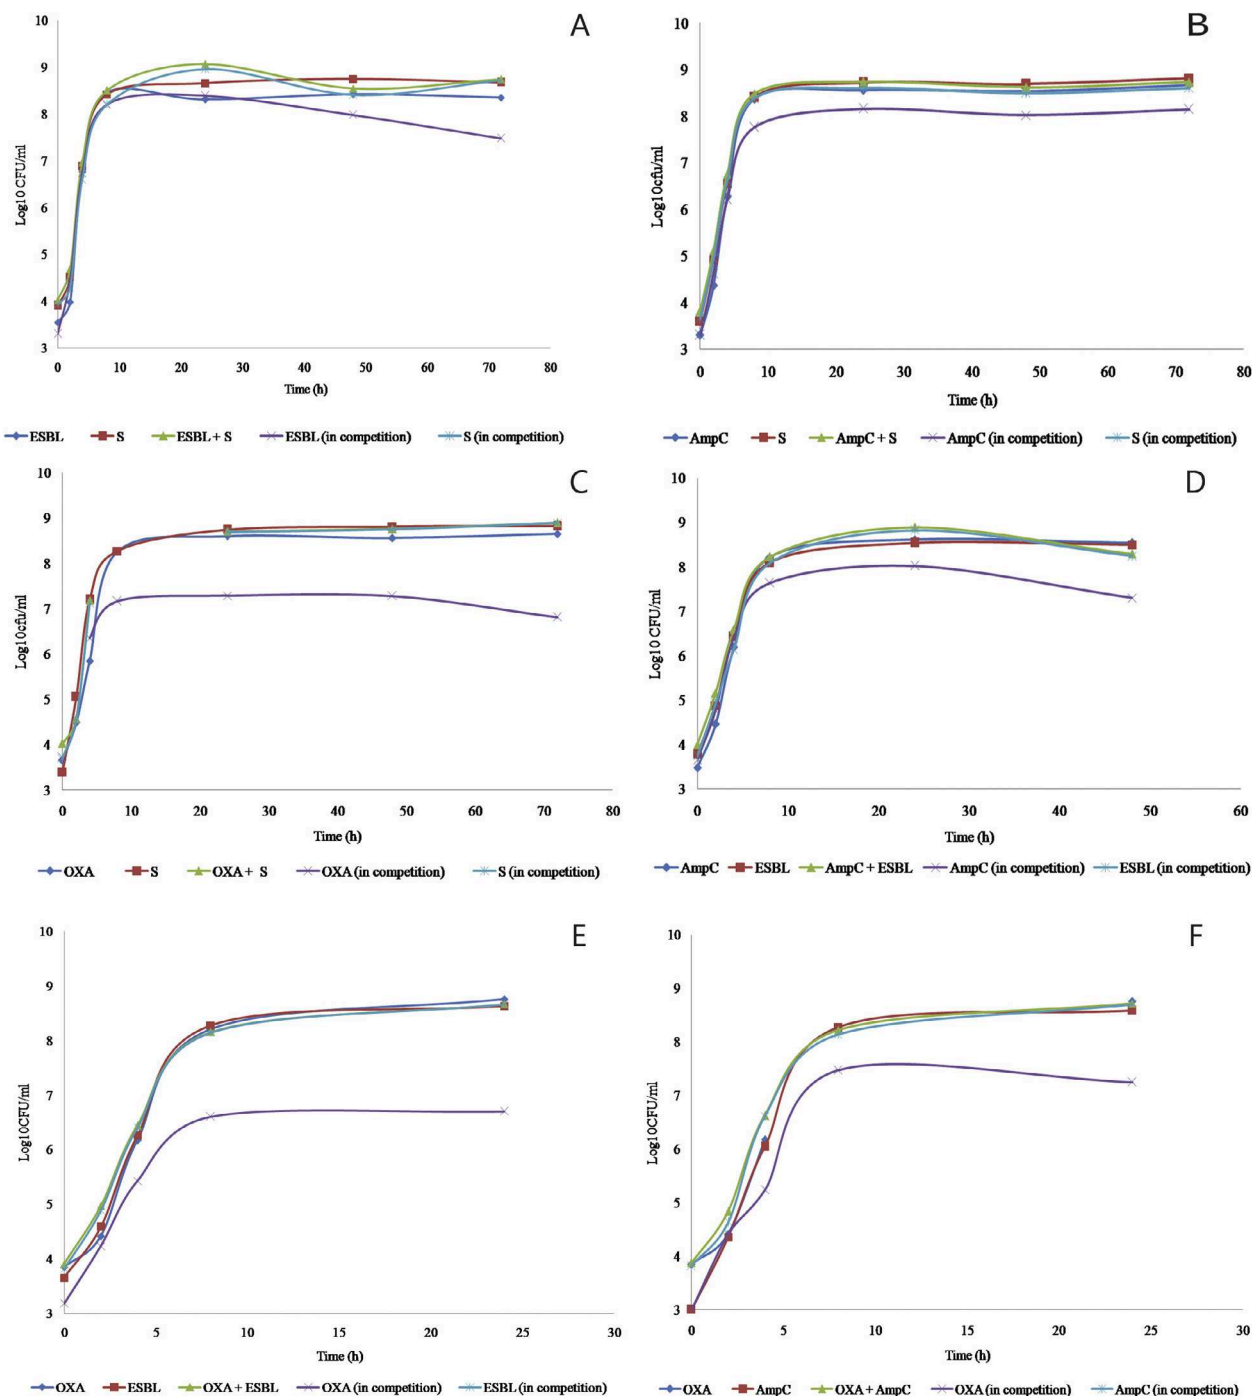 A
10
9
8
7
6
5
4
3
Log10 CFU/ml
0 10 20 30 40 50 60 70 80
Time (h)
ESBL S ESBL + S ESBL (in competition) S (in competition)
B
10
9
8
7
6
5
4
3
Log10cfu/ml
0 10 20 30 40 50 60 70 80
Time (h)
AmpC S AmpC + S AmpC (in competition) S (in competition)
C
10
9
8
7
6
5
4
3
Log10cfu/ml
0 10 20 30 40 50 60 70 80
Time (h)
OXA S OXA + S OXA (in competition) S (in competition)
D
10
9
8
7
6
5
4
3
Log10 CFU/ml
0 10 20 30 40 50 60
Time (h)
AmpC ESBL AmpC + ESBL AmpC (in competition) ESBL (in competition)
E
10
9
8
7
6
5
4
3
Log10CFU/ml
0 5 10 15 20 25 30
Time (h)
OXA ESBL OXA + ESBL OXA (in competition) ESBL (in competition)
F
10
9
8
7
6
5
4
3
Log10CFU/ml
0 5 10 15 20 25 30
Time (h)
OXA AmpC OXA + AmpC OXA (in competition) AmpC (in competition)